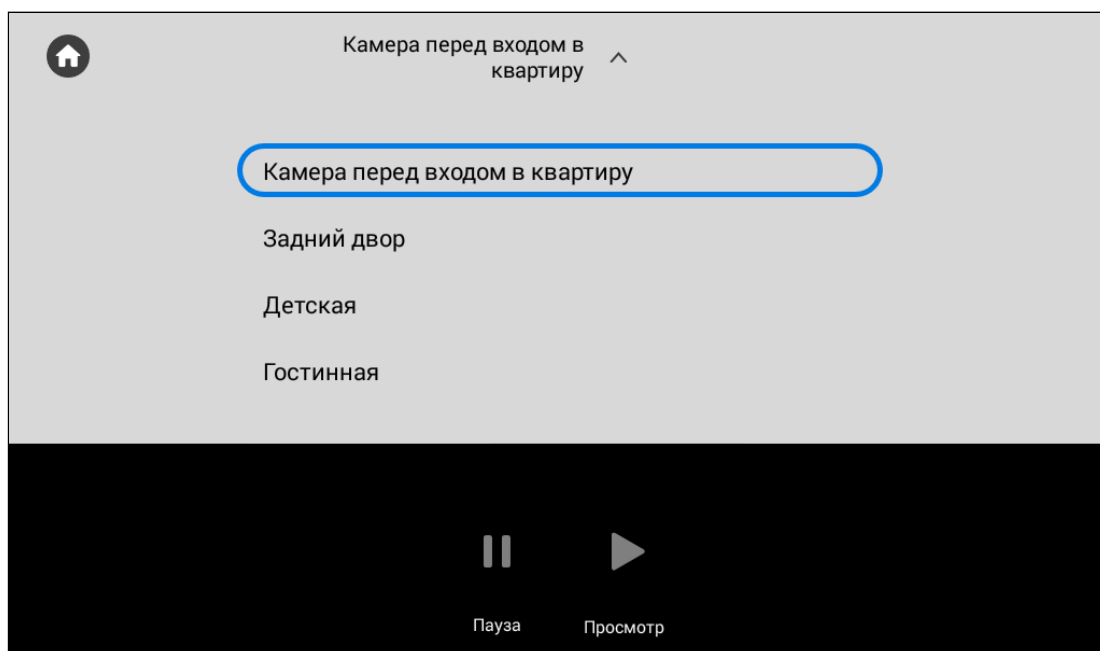 Камера перед входом в
квартиру
Камера перед входом в квартиру
Задний двор
Детская
Гостинная
Пауза
Просмотр